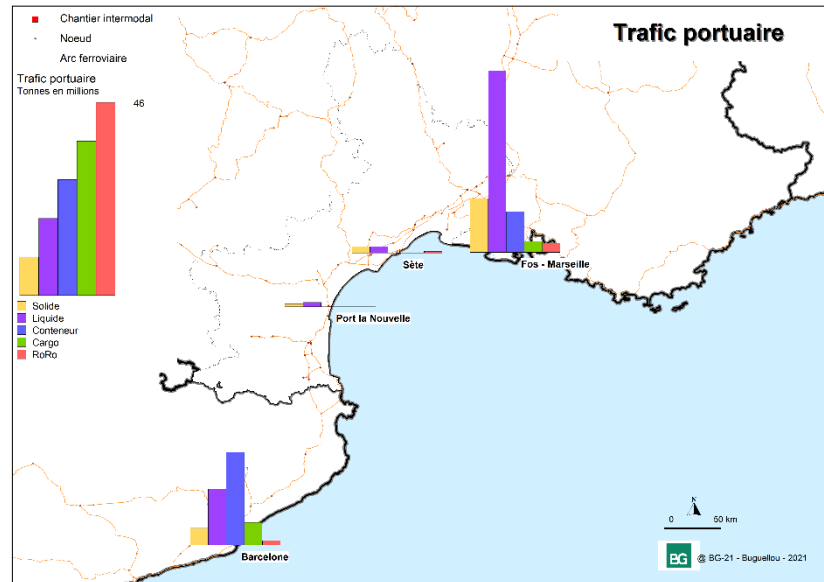 Trafic portuaire
Chantier intermodal
Noeud
Arc ferroviaire
Trafic portuaire
Tonnes en millions
46
Solide
Liquide
Conteneur
Cargo
RoRo
Sète
Fos - Marseille
Port la Nouvelle
Barcelone
N
0 50 km
BG @ BG-21 - Buguellou - 2021